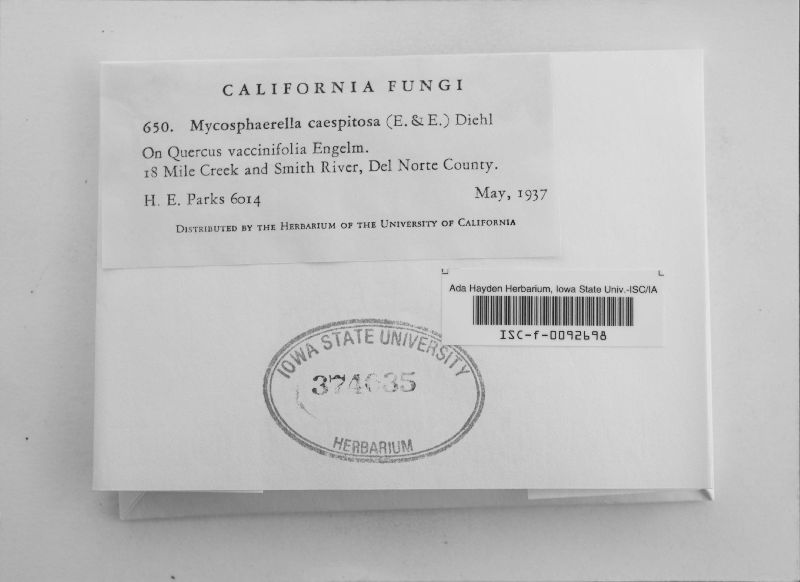 CALIFORNIA FUNGI
650. Mycosphaerella caespitosa (E. & E.) Diehl
On Quercus vaccinifolia Engelm.
18 Mile Creek and Smith River, Del Norte County.
H. E. Parks 6014 May, 1937
DISTRIBUTED BY THE HERBARIUM OF THE UNIVERSITY OF CALIFORNIA
Ada Hayden Herbarium, Iowa State Univ.-ISC/IA
ISC-f-0092698
IOWA STATE UNIVERSITY
HERBARIUM